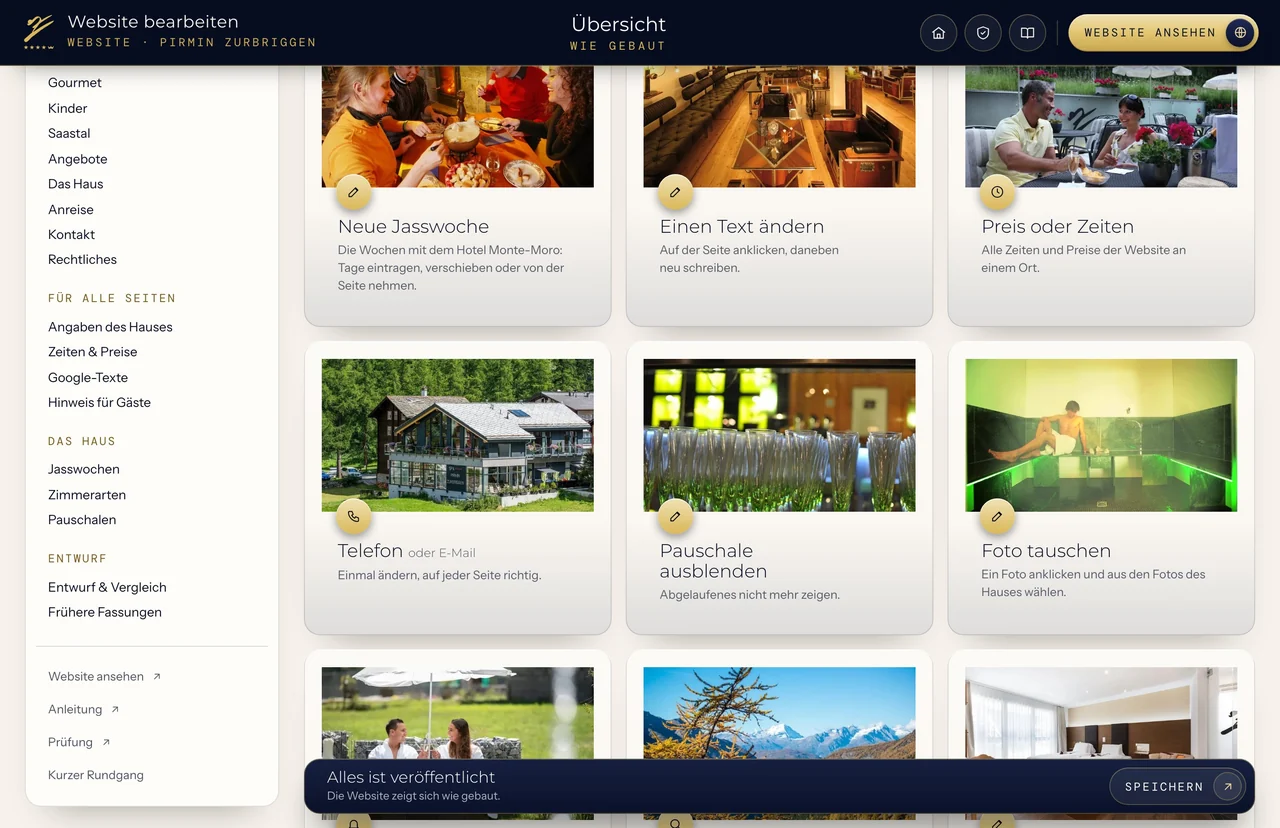 Website bearbeiten
WEBSITE · PIRMIN ZURBRIGGEN
Übersicht
WIE GEBAUT
WEBSITE ANSEHEN
Gourmet
Kinder
Saastal
Angebote
Das Haus
Anreise
Kontakt
Rechtliches
FÜR ALLE SEITEN
Angaben des Hauses
Zeiten & Preise
Google-Texte
Hinweis für Gäste
DAS HAUS
Jasswochen
Zimmerarten
Pauschalen
ENTWURF
Entwurf & Vergleich
Frühere Fassungen
Website ansehen
Anleitung
Prüfung
Kurzer Rundgang
Neue Jasswoche
Die Wochen mit dem Hotel Monte-Moro:
Tage eintragen, verschieben oder von der
Seite nehmen.
Einen Text ändern
Auf der Seite anklicken, daneben
neu schreiben.
Preis oder Zeiten
Alle Zeiten und Preise der Website an
einem Ort.
Telefon oder E-Mail
Einmal ändern, auf jeder Seite richtig.
Pauschale
ausblenden
Abgelaufenes nicht mehr zeigen.
Foto tauschen
Ein Foto anklicken und aus den Fotos des
Hauses wählen.
Alles ist veröffentlicht
Die Website zeigt sich wie gebaut.
SPEICHERN